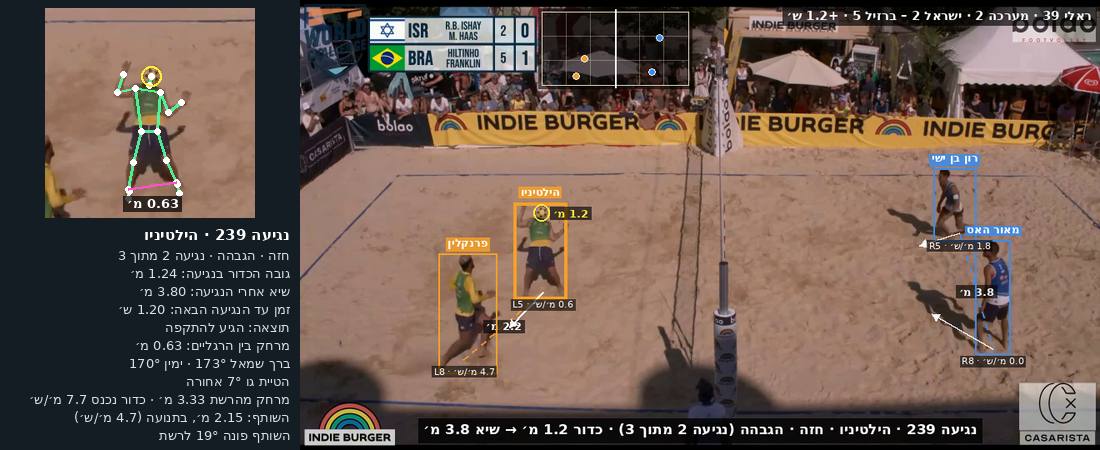 0.63 מ׳
נגיעה 239 · הילטיניו
חזה · הגבהה · נגיעה 2 מתוך 3
גובה הכדור בנגיעה: 1.24 מ׳
שיא אחרי הנגיעה: 3.80 מ׳
זמן עד הנגיעה הבאה: 1.20 ש׳
תוצאה: הגיע להתקפה
מרחק בין הרגליים: 0.63 מ׳
ברך שמאל 173° · ימין 170°
הטיית גו 7° אחורה
מרחק מהרשת 3.33 מ׳ · כדור נכנס 7.7 מ׳/ש׳
השותף: 2.15 מ׳, בתנועה (4.7 מ׳/ש׳)
השותף פונה 19° לרשת
ראלי 39 · מערכה 2 · ישראל 2 – ברזיל 5 · +1.2 ש׳
ISR R.B. ISHAY M. HAAS 2 0
BRA HILTINHO FRANKLIN 5 1
INDIE BURGER
bolao
FOOTVOLLEY
CASARISTA
bolao
INDIE BURGER
bolao
INDIE BURGER
רון בן ישי
R5 · 1.8 מ׳/ש׳
הילטיניו
1.2 מ׳
L5 · 0.6 מ׳/ש׳
מאור האס
3.8 מ׳
R8 · 0.0 מ׳/ש׳
פרנקלין
2.2 מ׳
L8 · 4.7 מ׳/ש׳
INDIE BURGER
נגיעה 239 · הילטיניו · חזה · הגבהה (נגיעה 2 מתוך 3) · כדור 1.2 מ׳ → שיא 3.8 מ׳
CASARISTA